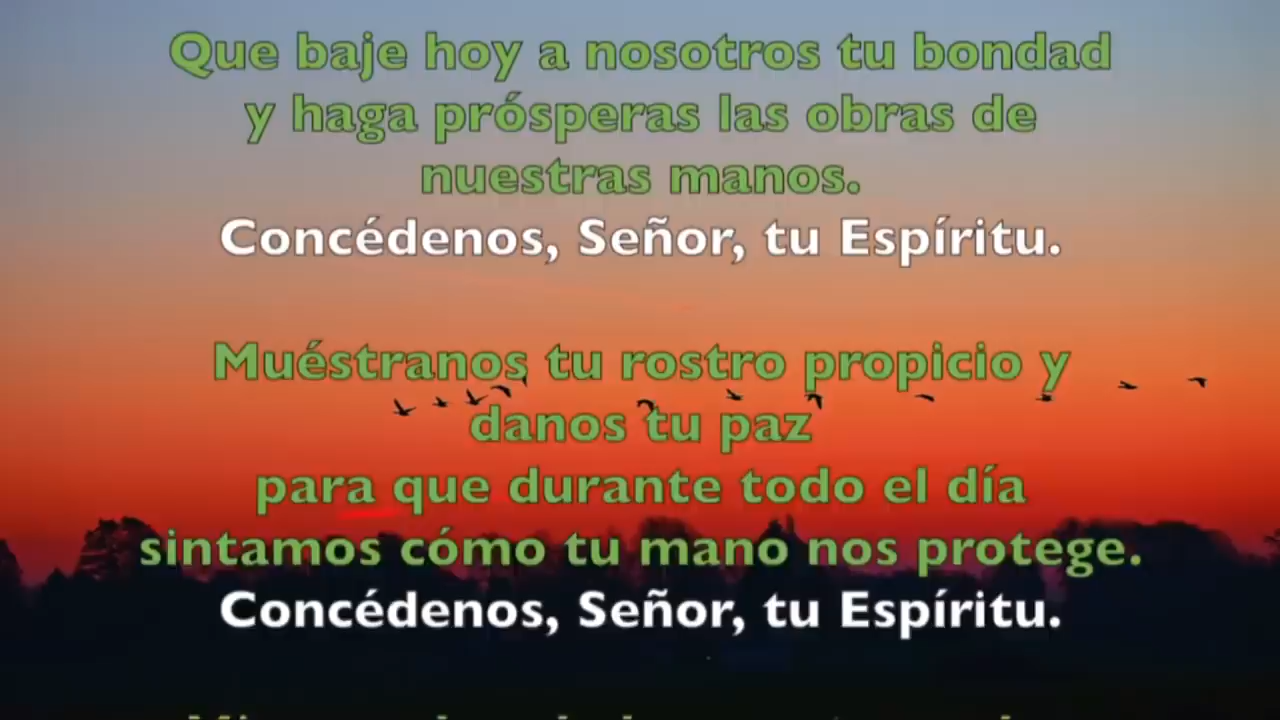 Que baje hoy a nosotros tu bondad
y haga prósperas las obras de
nuestras manos.
Concédenos, Señor, tu Espíritu.
Muéstranos tu rostro propicio y
danos tu paz
para que durante todo el día
sintamos cómo tu mano nos protege.
Concédenos, Señor, tu Espíritu.